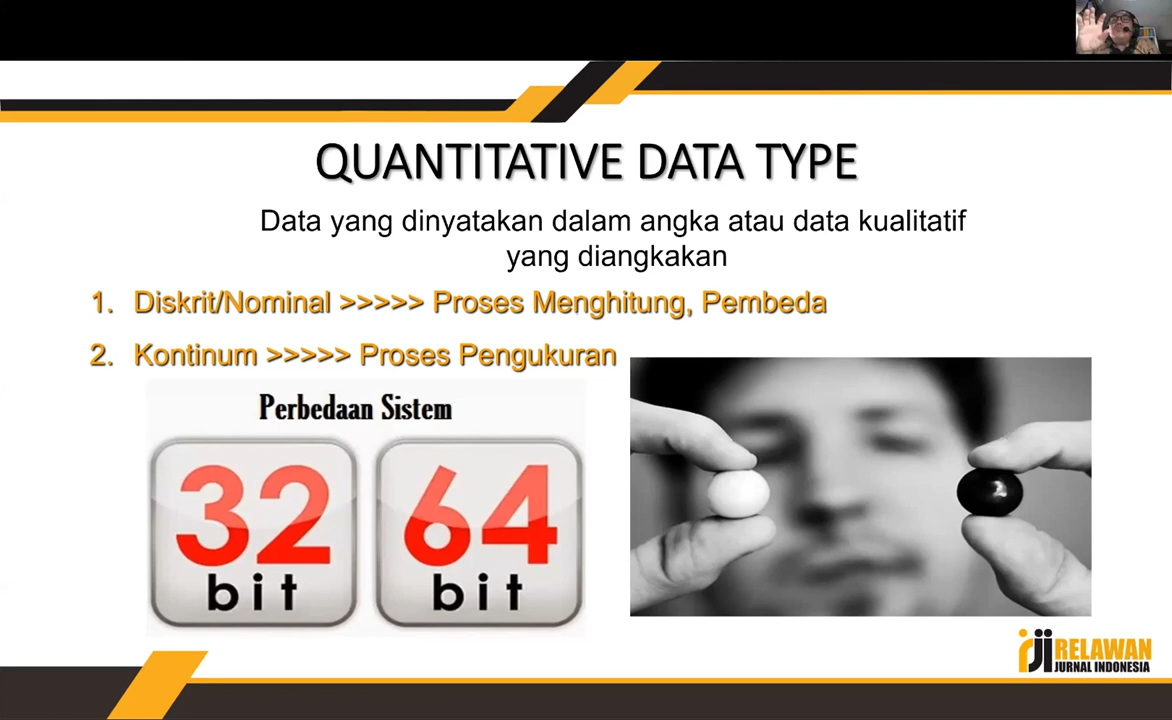 QUANTITATIVE DATA TYPE
Data yang dinyatakan dalam angka atau data kualitatif
yang diangkakan
1. Diskrit/Nominal >>>>> Proses Menghitung, Pembeda
2. Kontinum >>>>> Proses Pengukuran
Perbedaan Sistem
32 bit
64 bit
rji RELAWAN
JURNAL INDONESIA